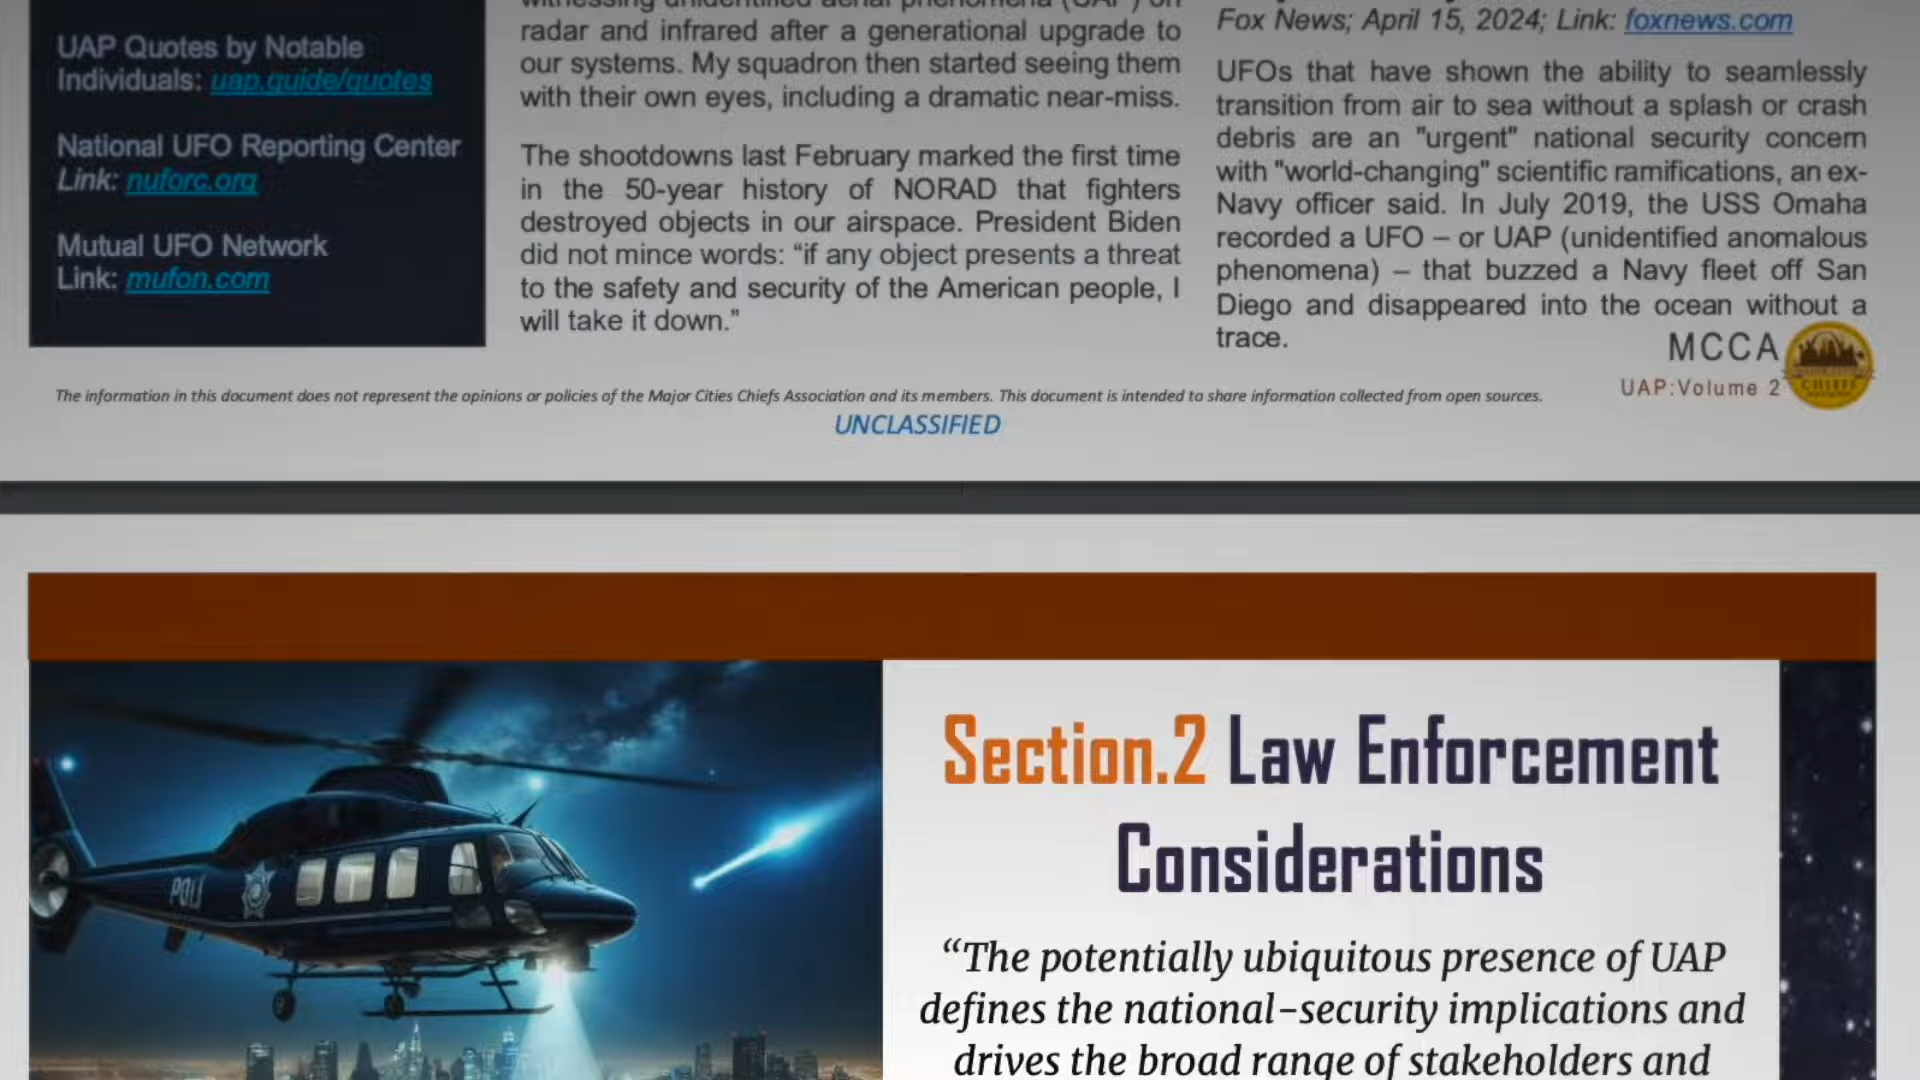 UAP Quotes by Notable
Individuals: uap.guide/quotes
National UFO Reporting Center
Link: nuforc.org
Mutual UFO Network
Link: mufon.com
witnessing unidentified aerial phenomena (UAP) on
radar and infrared after a generational upgrade to
our systems. My squadron then started seeing them
with their own eyes, including a dramatic near-miss.
The shootdowns last February marked the first time
in the 50-year history of NORAD that fighters
destroyed objects in our airspace. President Biden
did not mince words: “if any object presents a threat
to the safety and security of the American people, I
will take it down.”
Fox News; April 15, 2024; Link: foxnews.com
UFOs that have shown the ability to seamlessly
transition from air to sea without a splash or crash
debris are an "urgent" national security concern
with "world-changing" scientific ramifications, an ex-
Navy officer said. In July 2019, the USS Omaha
recorded a UFO – or UAP (unidentified anomalous
phenomena) – that buzzed a Navy fleet off San
Diego and disappeared into the ocean without a
trace.
MCCA
UAP:Volume 2
CHIEFS
The information in this document does not represent the opinions or policies of the Major Cities Chiefs Association and its members. This document is intended to share information collected from open sources.
UNCLASSIFIED
Section.2 Law Enforcement
Considerations
“The potentially ubiquitous presence of UAP
defines the national-security implications and
drives the broad range of stakeholders and